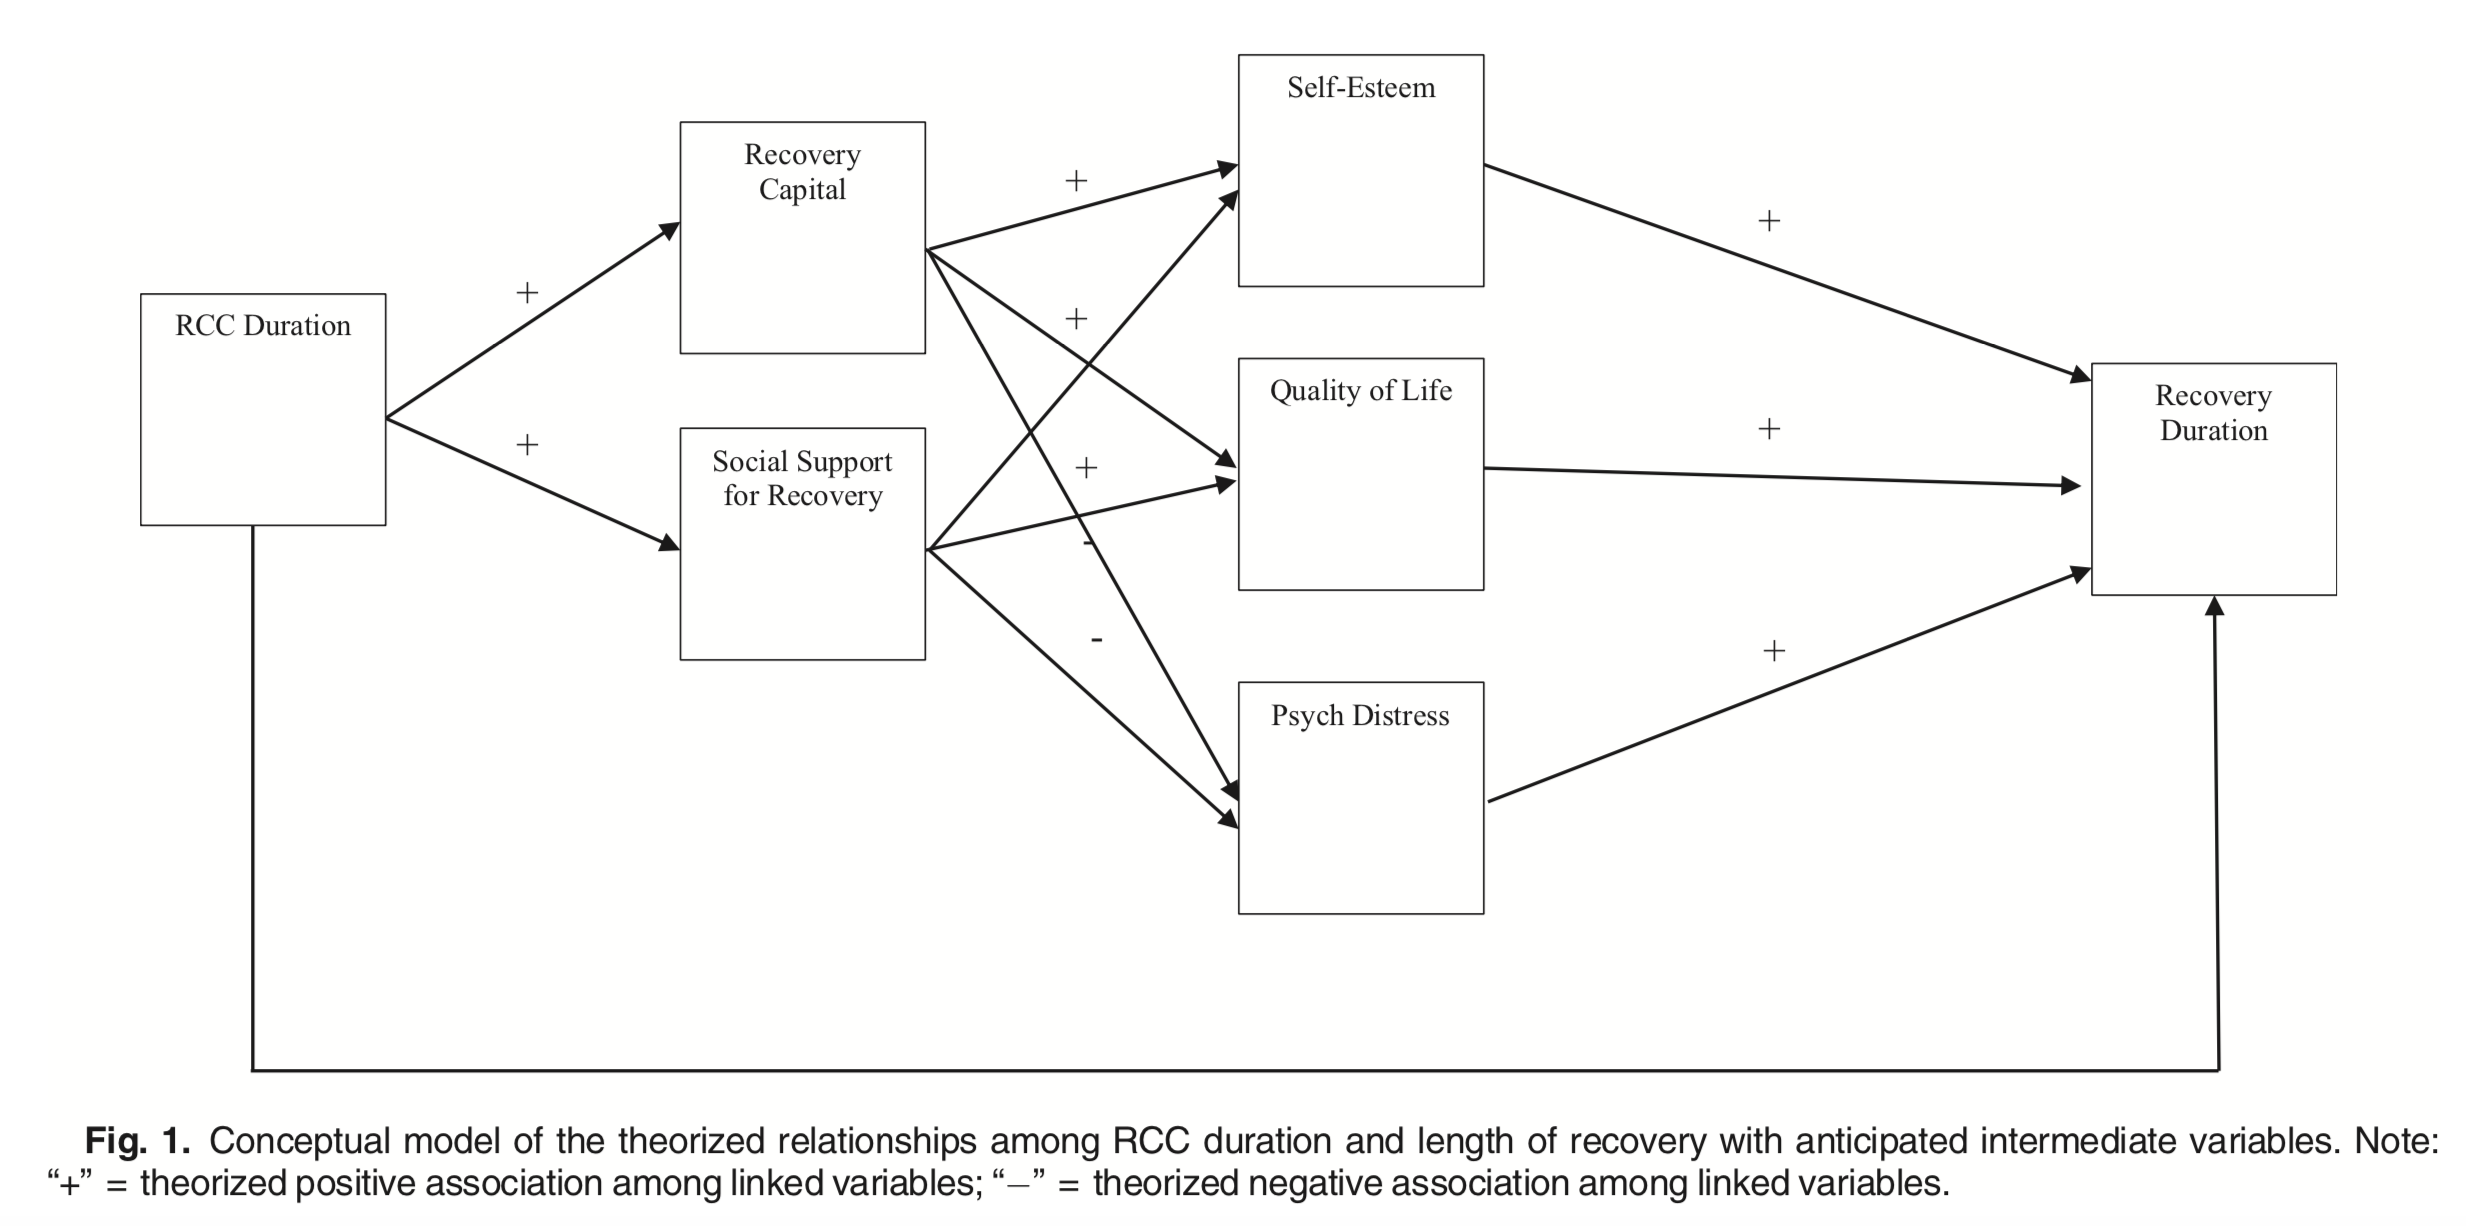 Self-Esteem
Recovery
Capital
+
+
+
RCC Duration
+
+
Quality of Life
+
Recovery
Duration
+
Social Support
for Recovery
+
-
-
+
Psych Distress
Fig. 1. Conceptual model of the theorized relationships among RCC duration and length of recovery with anticipated intermediate variables. Note:
“+” = theorized positive association among linked variables; “–” = theorized negative association among linked variables.